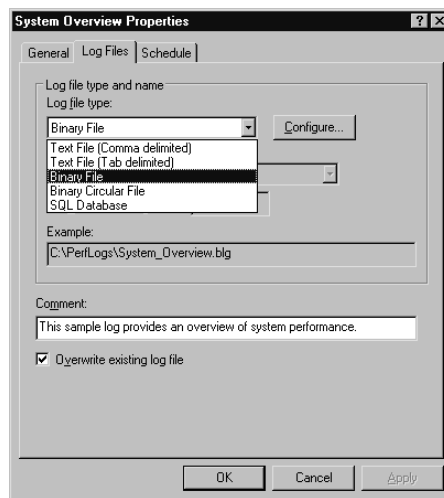 System Overview Properties
General Log Files Schedule
Log file type and name
Log file type:
Binary File
Configure...
Text File (Comma delimited)
Text File (Tab delimited)
Binary File
Binary Circular File
SQL Database
Example:
C:\PerfLogs\System_Overview.blg
Comment:
This sample log provides an overview of system performance.
Overwrite existing log file
OK Cancel Apply